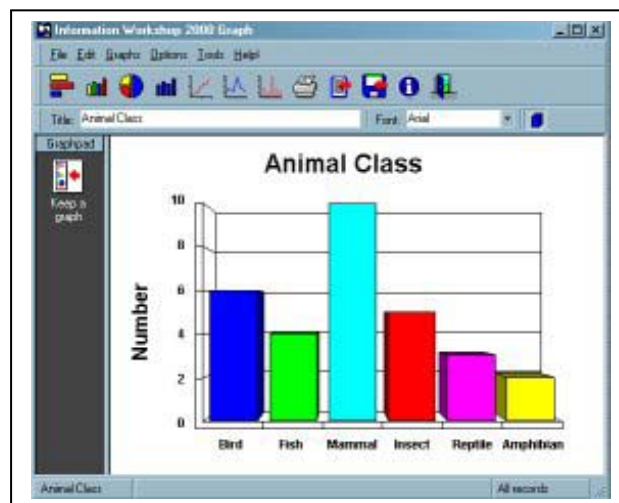 Information Workshop 2000 Graph
File Edit Graphs Options Tools Help!
Title: Animal Class Font: Arial
Graphpad
Keep a
graph
Animal Class
Number
10
8
6
4
2
0
Bird Fish Mammal Insect Reptile Amphibian
Animal Class All records